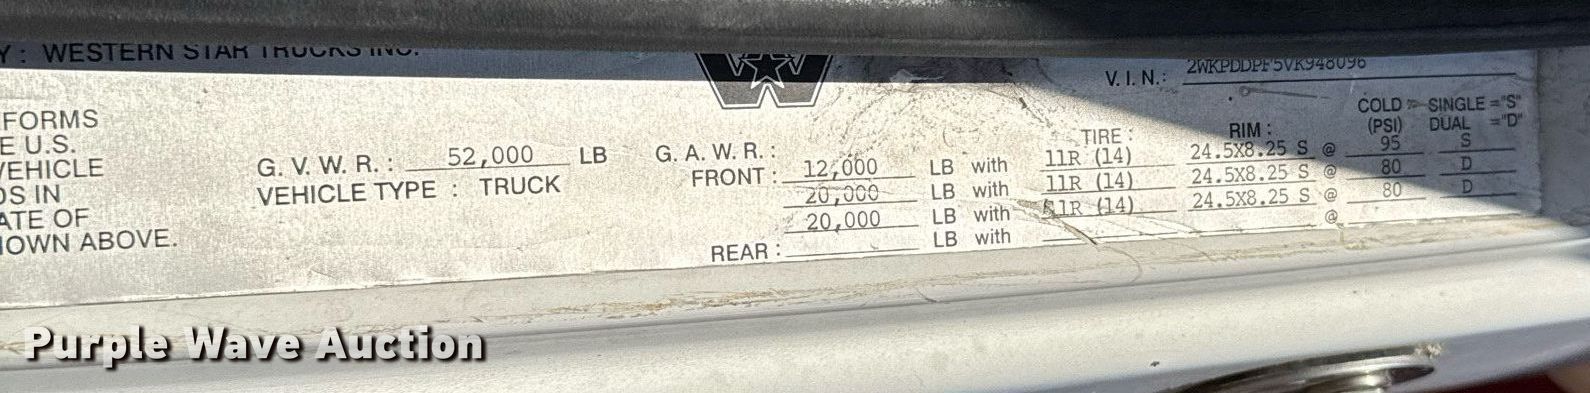 Y: WESTERN STAR TRUCKS INC.
V.I.N.: 2WKPDDPF5VK948096
FORMS
E U.S.
VEHICLE
DS IN
ATE OF
HOWN ABOVE.
G. V. W. R.: 52,000 LB
VEHICLE TYPE : TRUCK
G. A. W. R.: TIRE: RIM: COLD (PSI) SINGLE ="S" DUAL ="D"
FRONT: 12,000 LB with 11R (14) 24.5X8.25 S @ 95 S
20,000 LB with 11R (14) 24.5X8.25 S @ 80 D
20,000 LB with 11R (14) 24.5X8.25 S @ 80 D
REAR: LB with @
Purple Wave Auction